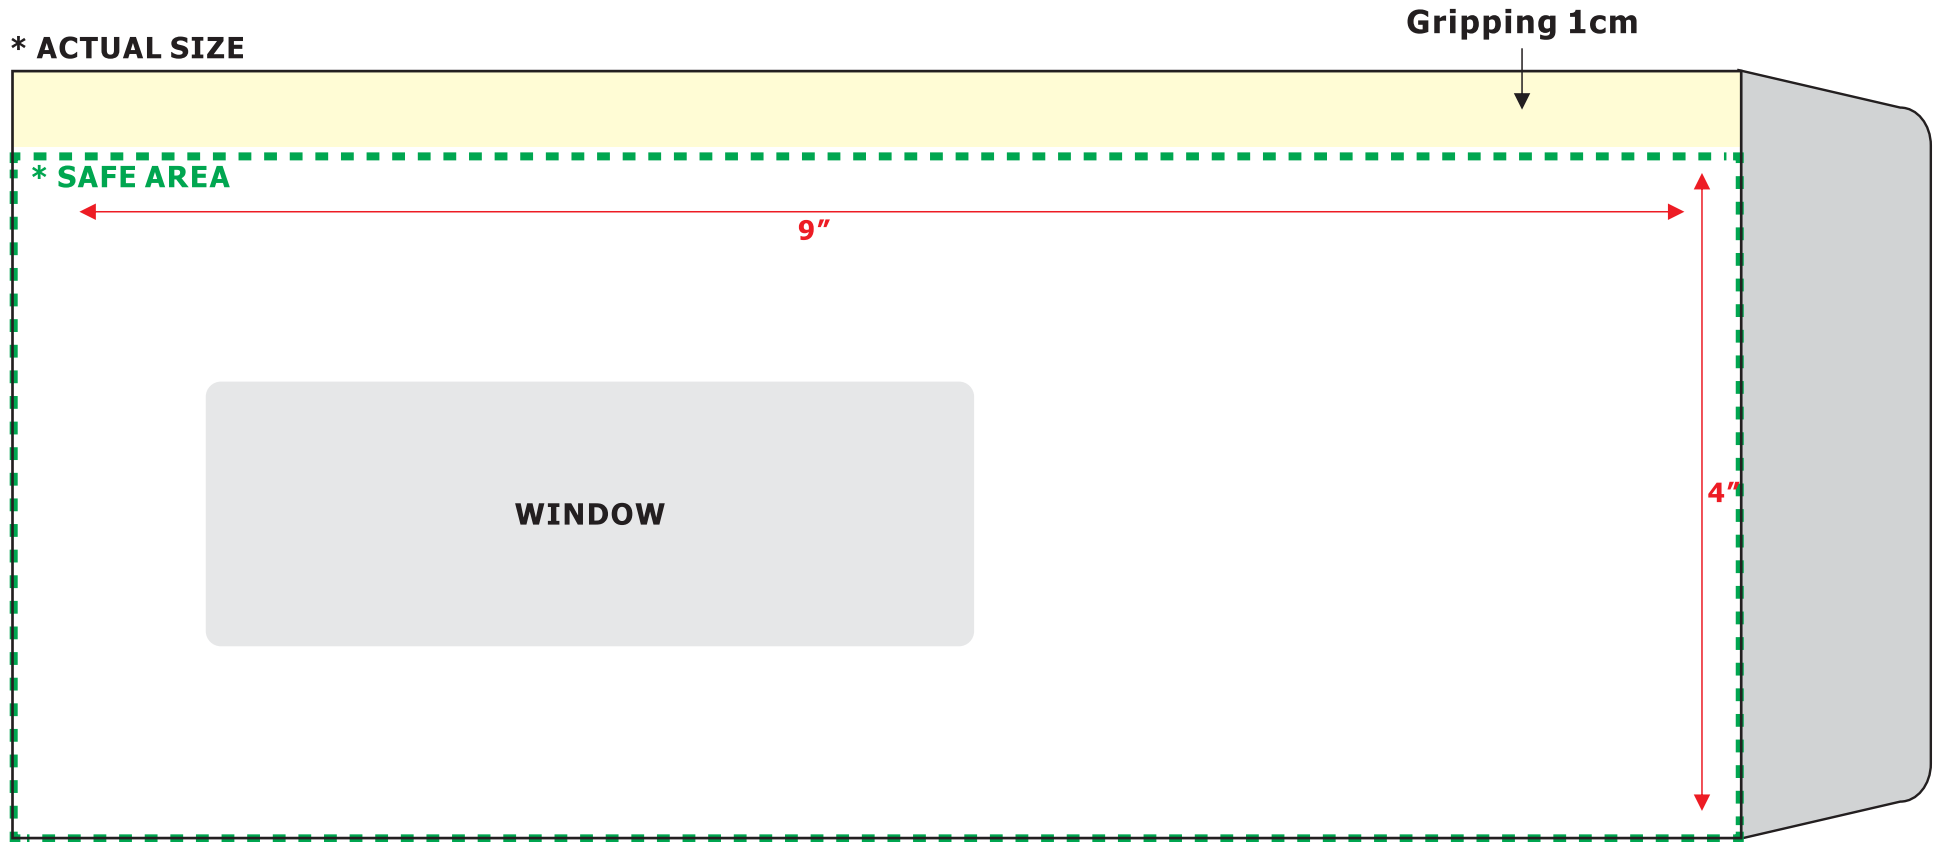 Gripping 1cm
* ACTUAL SIZE
* SAFE AREA
9″
4″
WINDOW